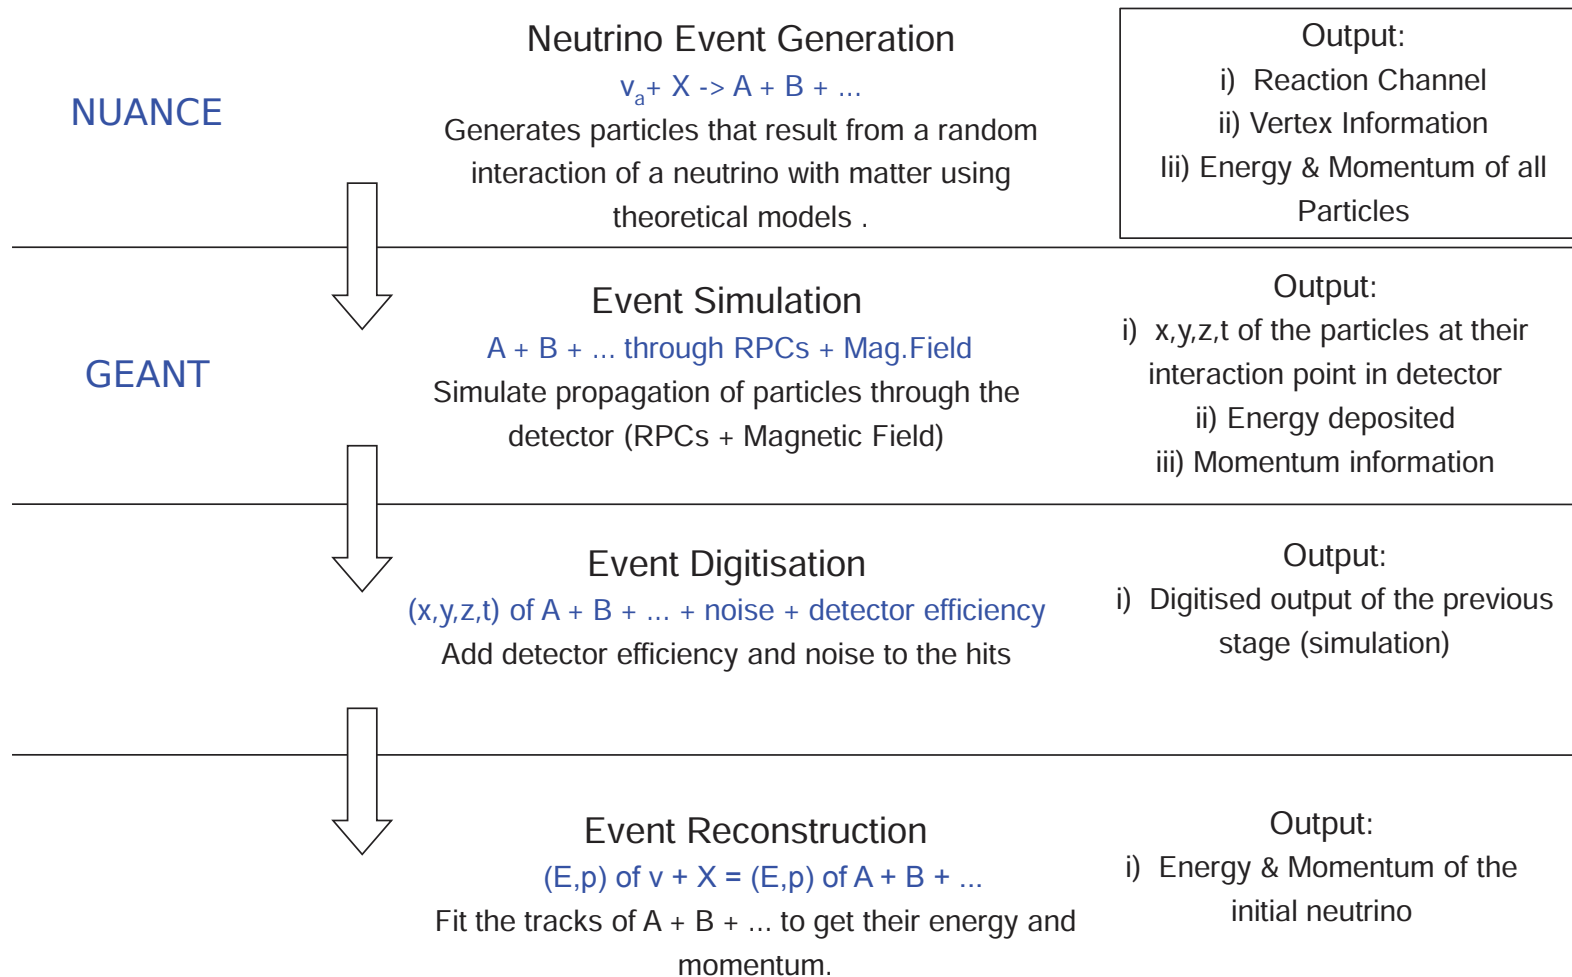 NUANCE
Neutrino Event Generation
νa+ X -> A + B + ...
Generates particles that result from a random
interaction of a neutrino with matter using
theoretical models .
Output:
i) Reaction Channel
ii) Vertex Information
Iii) Energy & Momentum of all
Particles
GEANT
Event Simulation
A + B + ... through RPCs + Mag.Field
Simulate propagation of particles through the
detector (RPCs + Magnetic Field)
Output:
i) x,y,z,t of the particles at their
interaction point in detector
ii) Energy deposited
iii) Momentum information
Event Digitisation
(x,y,z,t) of A + B + ... + noise + detector efficiency
Add detector efficiency and noise to the hits
Output:
i) Digitised output of the previous
stage (simulation)
Event Reconstruction
(E,p) of ν + X = (E,p) of A + B + ...
Fit the tracks of A + B + ... to get their energy and
momentum.
Output:
i) Energy & Momentum of the
initial neutrino